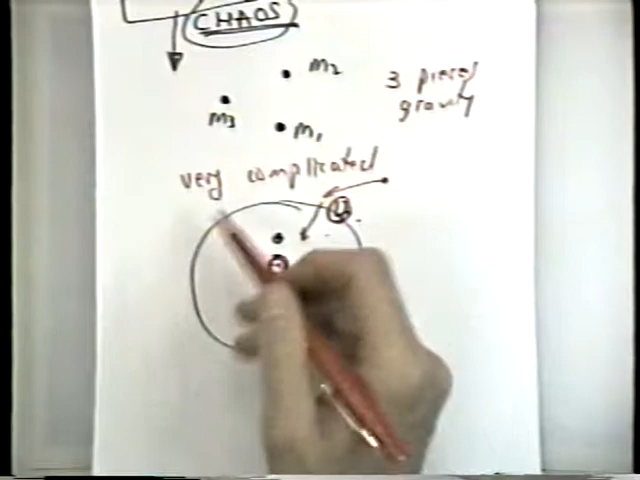 CHAOS
m2
3 pieces
gravity
m3
m1
very complicated